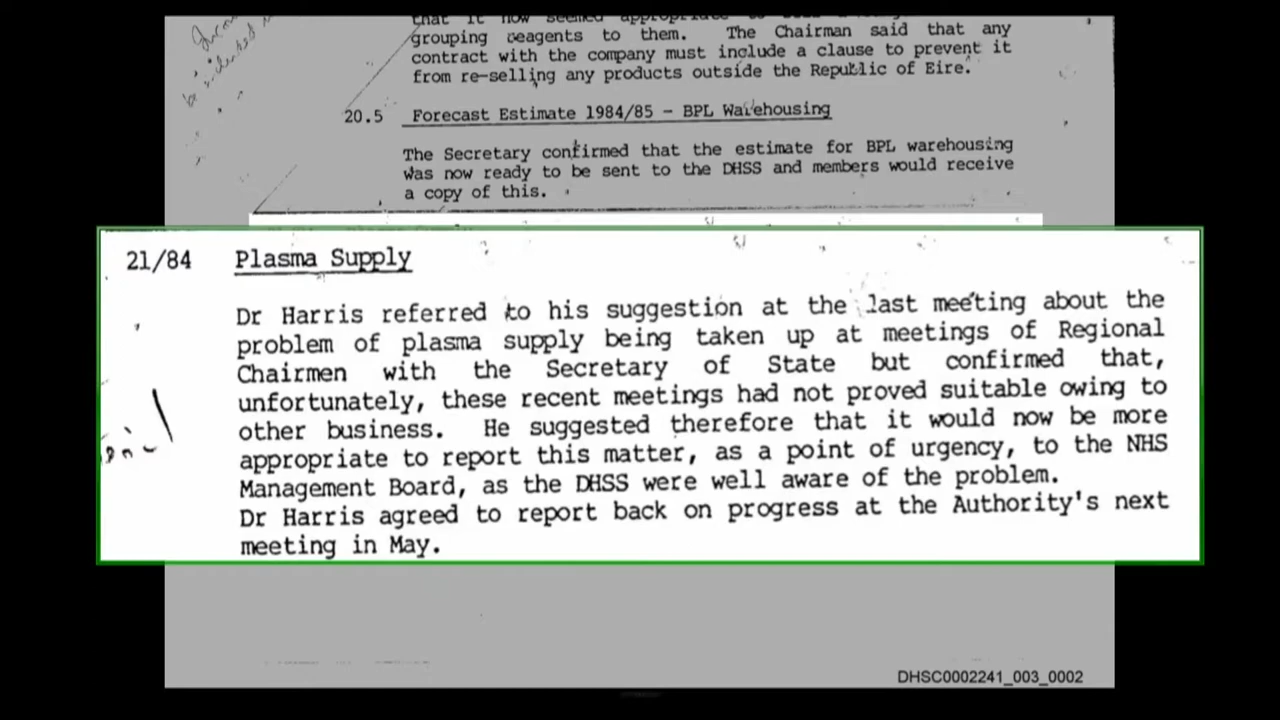 that it now seemed appropriate to
grouping reagents to them. The Chairman said that any
contract with the company must include a clause to prevent it
from re-selling any products outside the Republic of Eire.
20.5 Forecast Estimate 1984/85 - BPL Warehousing
The Secretary confirmed that the estimate for BPL warehousing
was now ready to be sent to the DHSS and members would receive
a copy of this.
21/84 Plasma Supply
Dr Harris referred to his suggestion at the last meeting about the
problem of plasma supply being taken up at meetings of Regional
Chairmen with the Secretary of State but confirmed that,
unfortunately, these recent meetings had not proved suitable owing to
other business. He suggested therefore that it would now be more
appropriate to report this matter, as a point of urgency, to the NHS
Management Board, as the DHSS were well aware of the problem.
Dr Harris agreed to report back on progress at the Authority's next
meeting in May.
DHSC0002241_003_0002